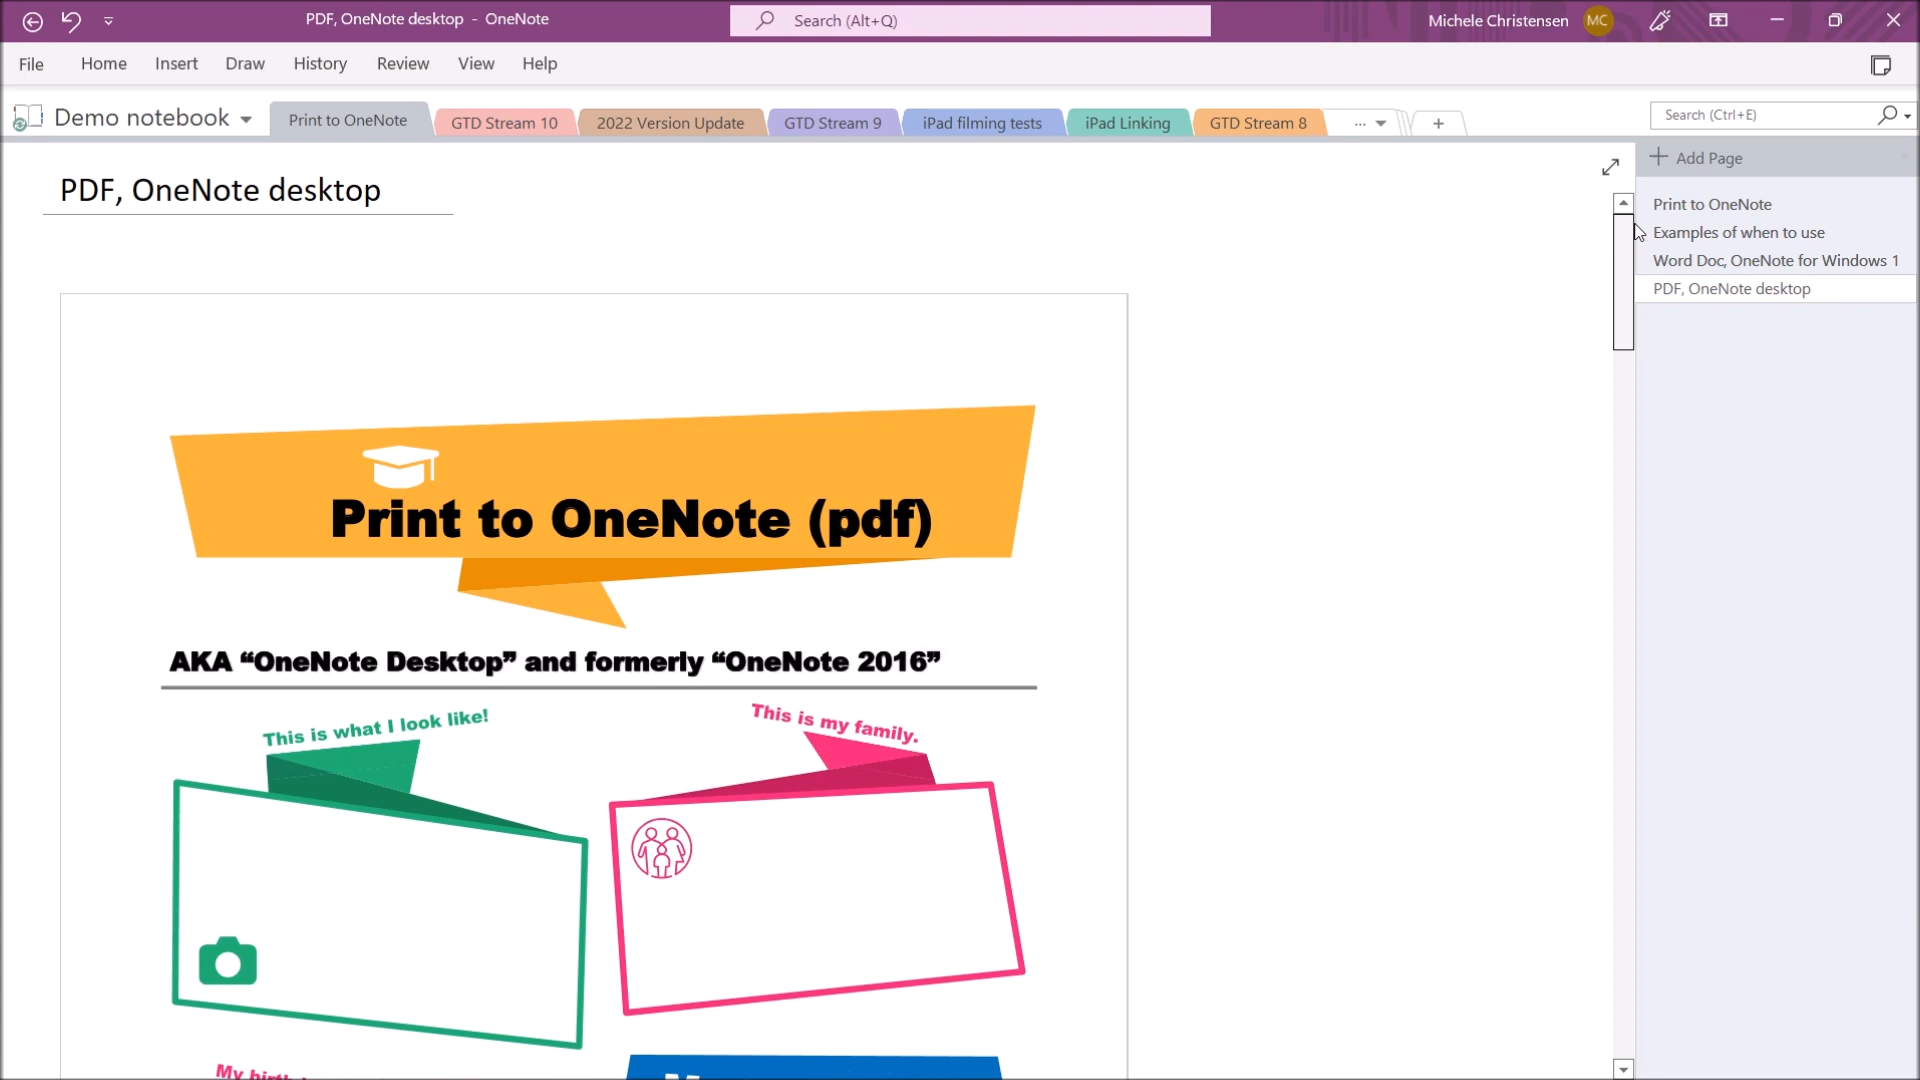 PDF, OneNote desktop - OneNote
Search (Alt+Q)
Michele Christensen
MC
File
Home
Insert
Draw
History
Review
View
Help
Demo notebook
Print to OneNote
GTD Stream 10
2022 Version Update
GTD Stream 9
iPad filming tests
iPad Linking
GTD Stream 8
...
+
Search (Ctrl+E)
PDF, OneNote desktop
Add Page
Print to OneNote
Examples of when to use
Word Doc, OneNote for Windows 1
PDF, OneNote desktop
Print to OneNote (pdf)
AKA “OneNote Desktop” and formerly “OneNote 2016”
This is what I look like!
This is my family.
My